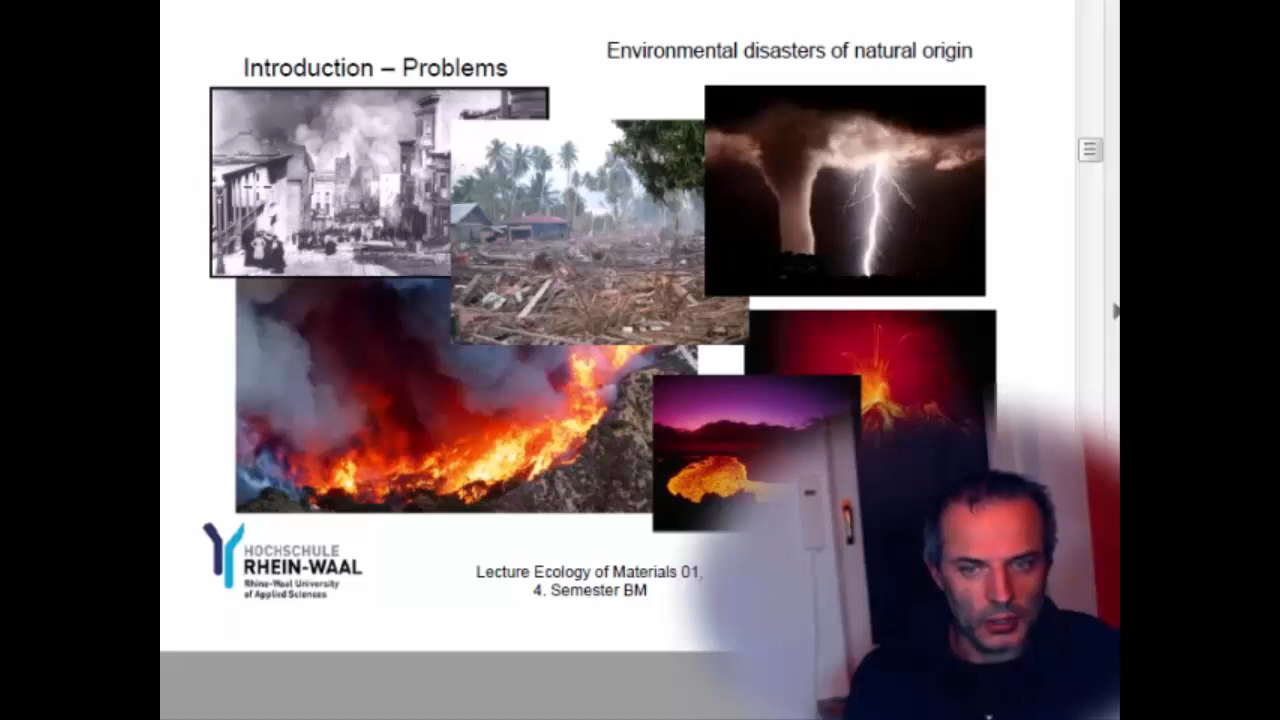 Environmental disasters of natural origin
Introduction – Problems
HOCHSCHULE
RHEIN-WAAL
Rhine-Waal University
of Applied Sciences
Lecture Ecology of Materials 01,
4. Semester BM